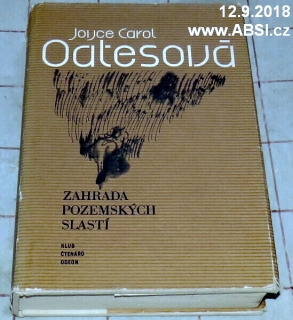 12.9.2018
www.ABSI.cz
Joyce Carol
Oatesová
ZAHRADA
POZEMSKÝCH
SLASTÍ
KLUB
ČTENÁŘŮ
ODEON